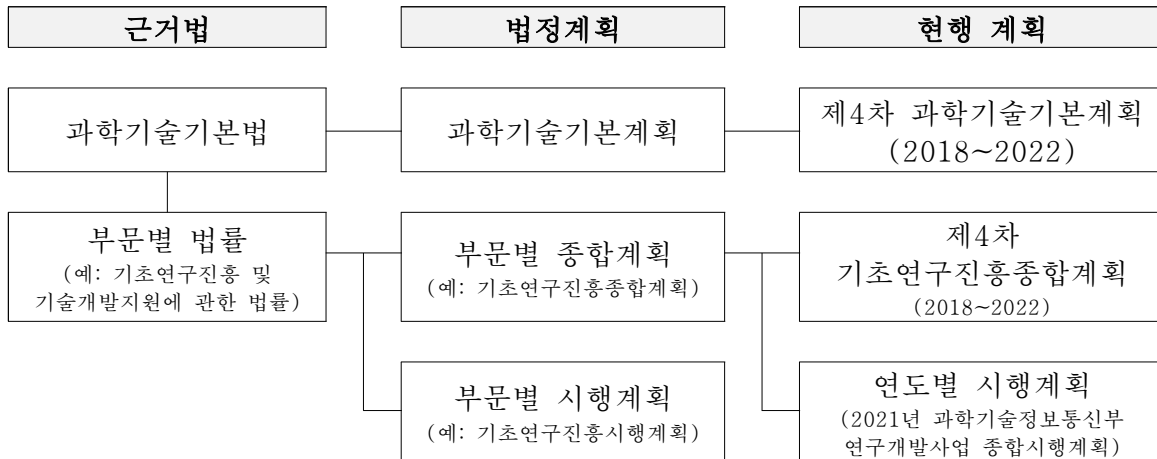 근거법
법정계획
현행 계획
과학기술기본법
과학기술기본계획
제4차 과학기술기본계획
(2018~2022)
부문별 법률
(예: 기초연구진흥 및
기술개발지원에 관한 법률)
부문별 종합계획
(예: 기초연구진흥종합계획)
제4차
기초연구진흥종합계획
(2018~2022)
부문별 시행계획
(예: 기초연구진흥시행계획)
연도별 시행계획
(2021년 과학기술정보통신부
연구개발사업 종합시행계획)